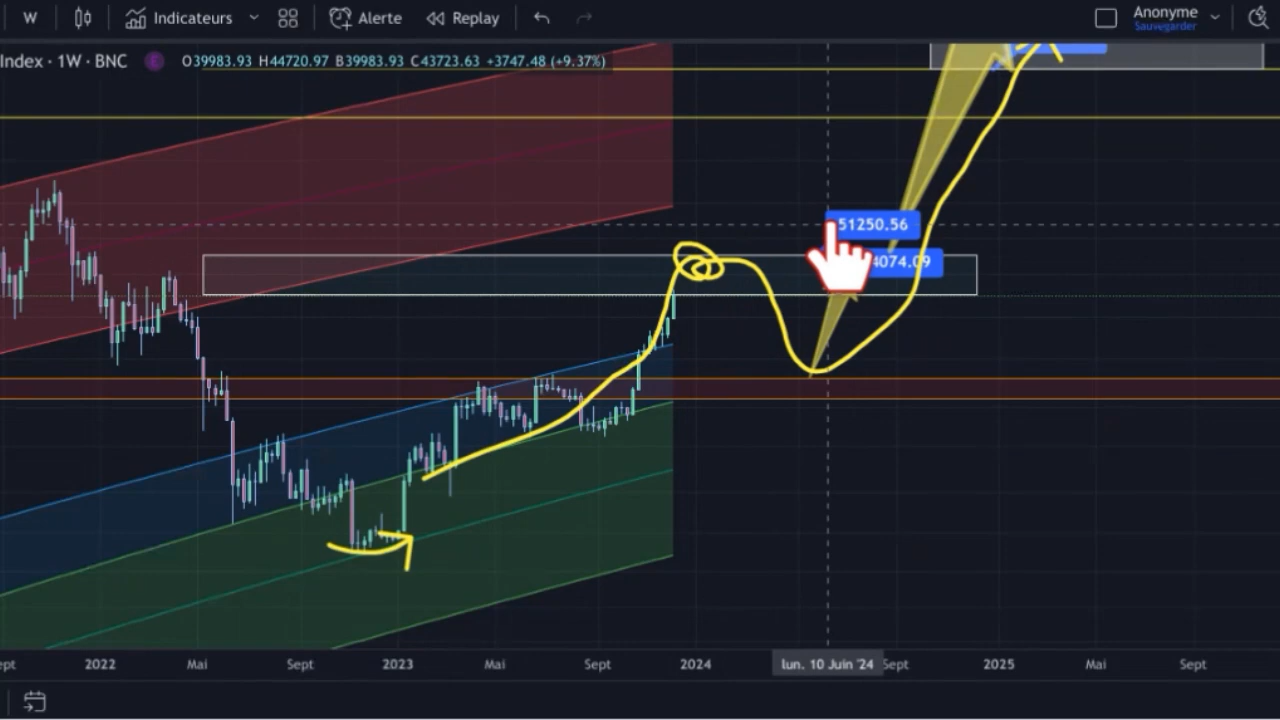 W Indicateurs Alerte Replay Anonyme
Sauvegarder
Index · 1W · BNC E O39983.93 H44720.97 B39983.93 C43723.63 +3747.48 (+9.37%)
51250.56
4074.09
2022 Mai Sept 2023 Mai Sept 2024 lun. 10 Juin '24 Sept 2025 Mai Sept